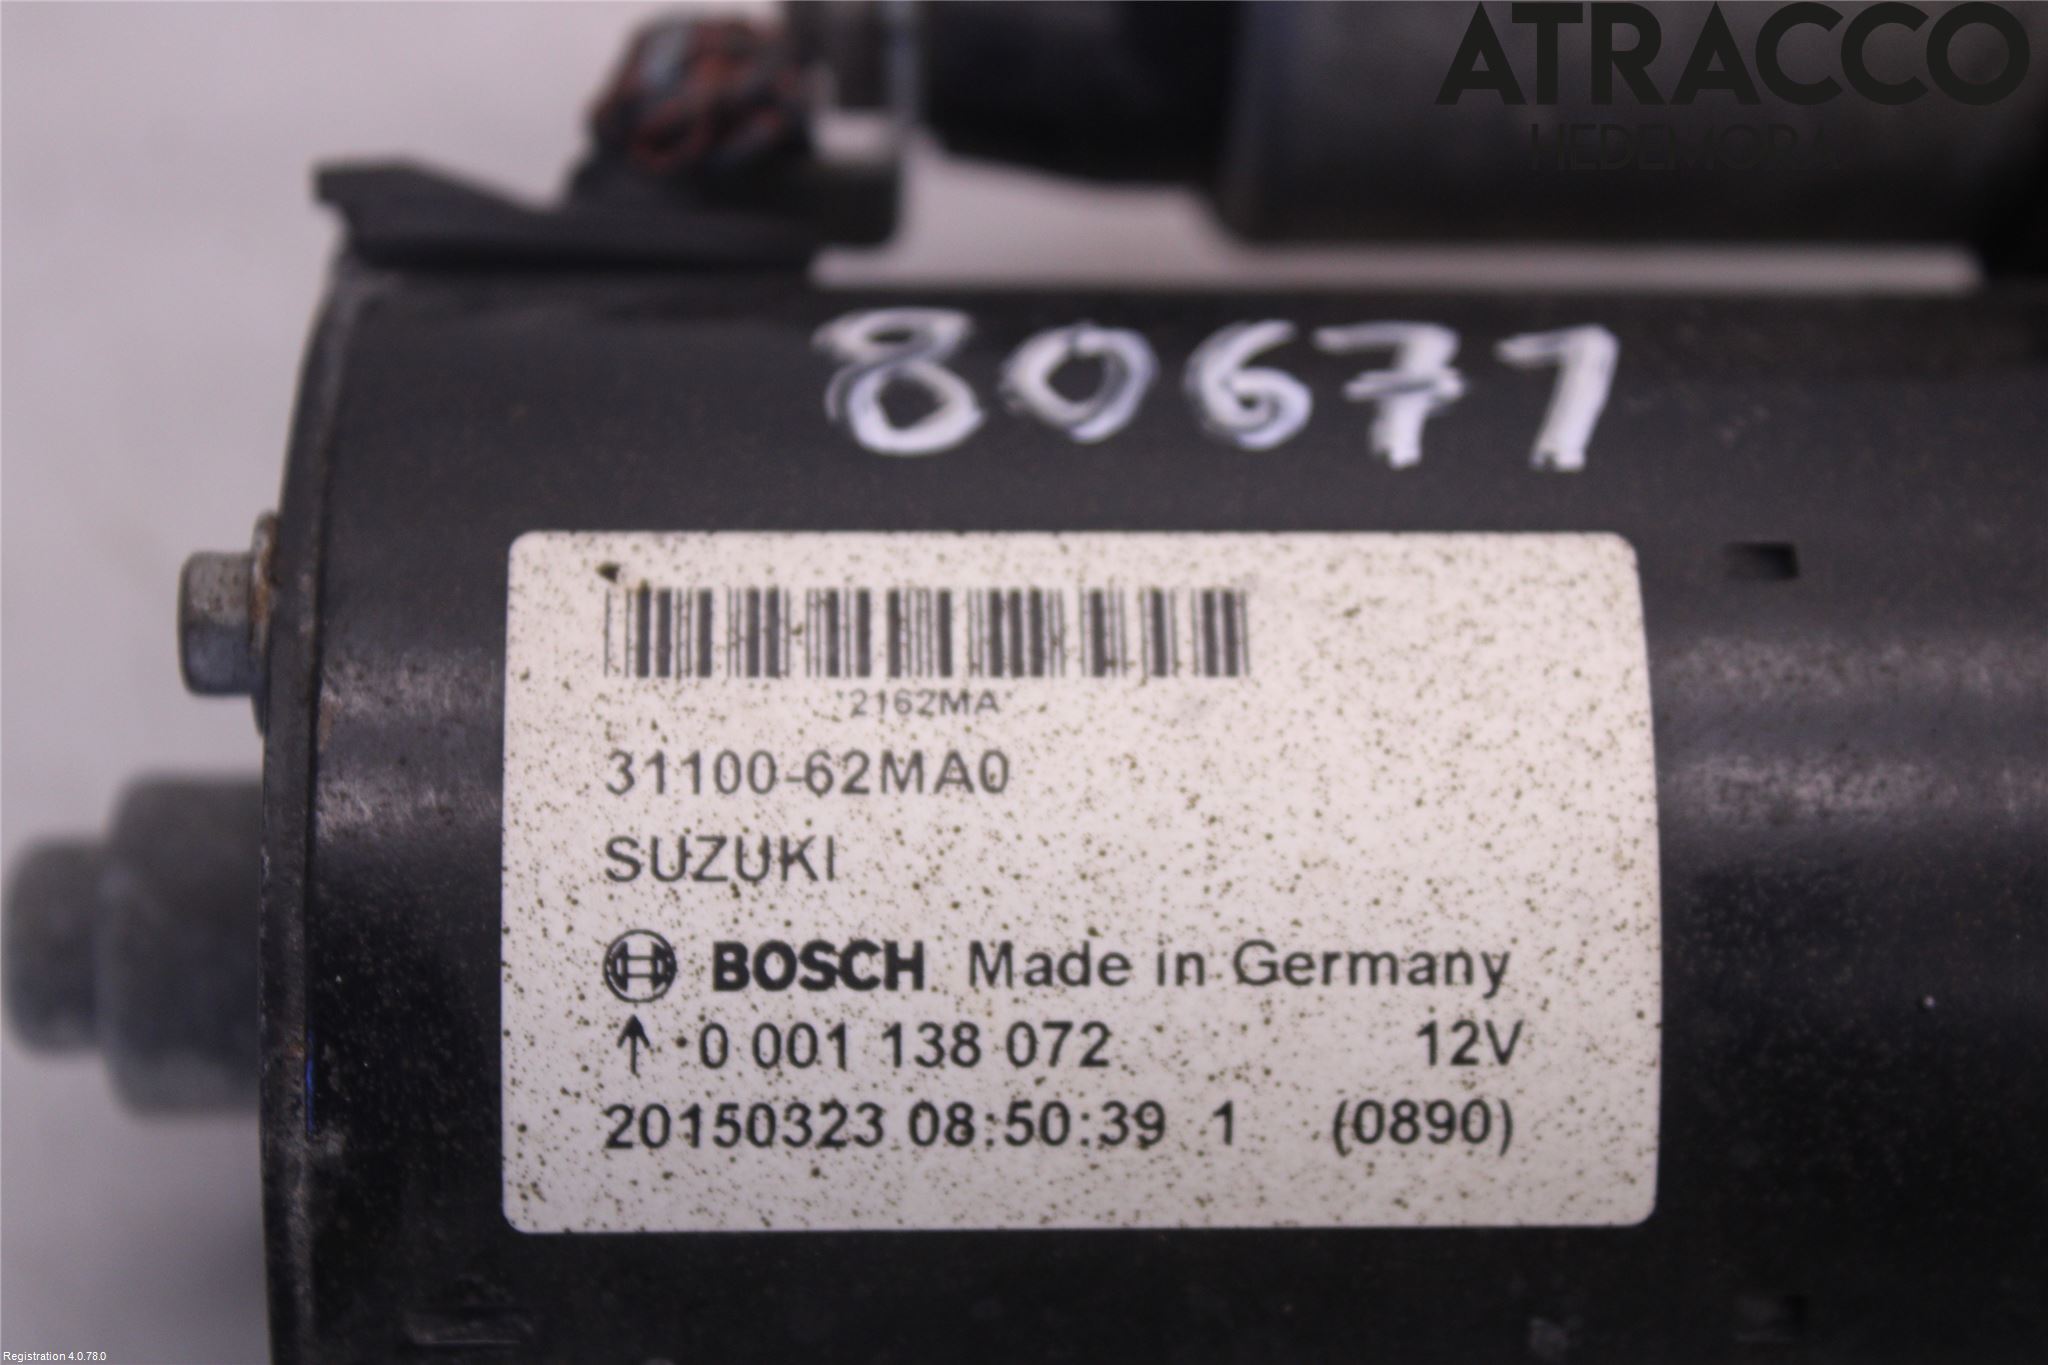 ATRACCO
HEDEMORA
80671
*2162MA*
31100-62MA0
SUZUKI
BOSCH Made in Germany
↑ 0 001 138 072 12V
20150323 08:50:39 1 (0890)
Registration 4.0.78.0